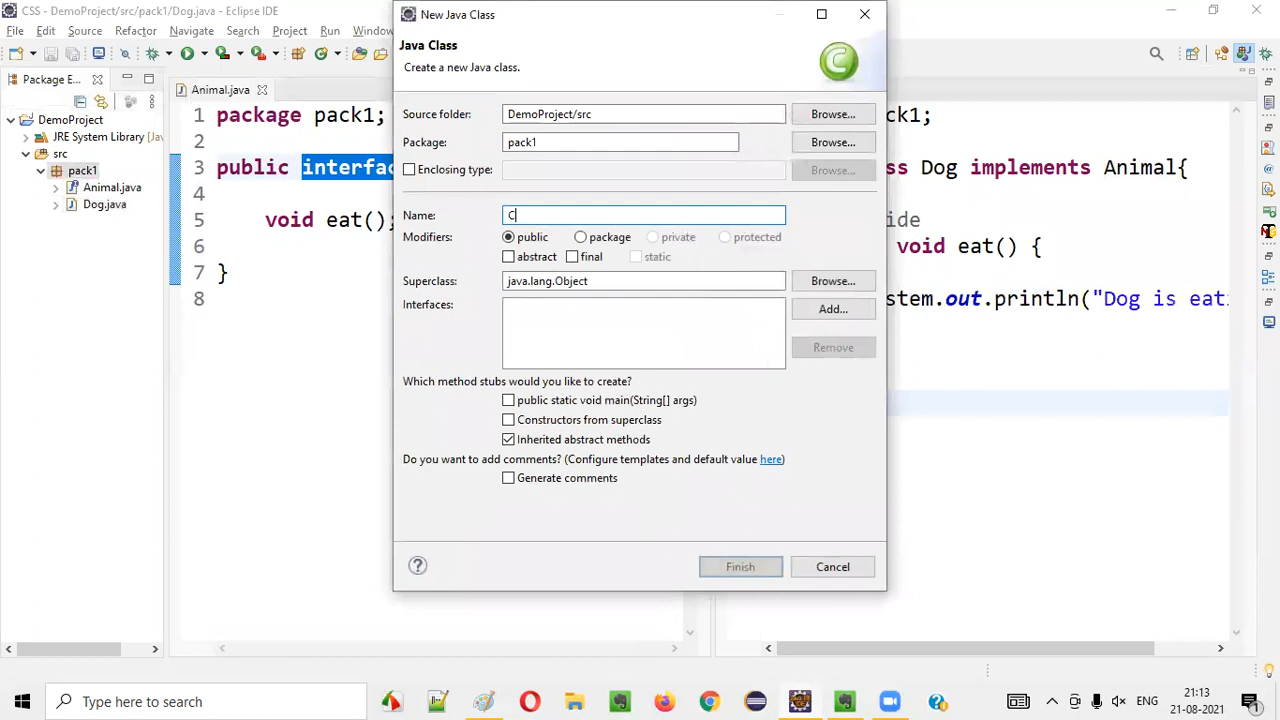 CSS - DemoProject/src/pack1/Dog.java - Eclipse IDE
File Edit Source Refactor Navigate Search Project Run Window
Package E...
DemoProject
JRE System Library [Jav
src
pack1
Animal.java
Dog.java
Animal.java
1 package pack1;
2
3 public interfac
4
5 void eat();
6
7 }
8
New Java Class
Java Class
Create a new Java class.
Source folder: DemoProject/src Browse...
Package: pack1 Browse...
Enclosing type: Browse...
Name: C
Modifiers: public package private protected
abstract final static
Superclass: java.lang.Object Browse...
Interfaces: Add...
Remove
Which method stubs would you like to create?
public static void main(String[] args)
Constructors from superclass
Inherited abstract methods
Do you want to add comments? (Configure templates and default value here)
Generate comments
? Finish Cancel
ck1;
ss Dog implements Animal{
ide
void eat() {
stem.out.println("Dog is eati
Type here to search
ENG
21:13
21-08-2021
1